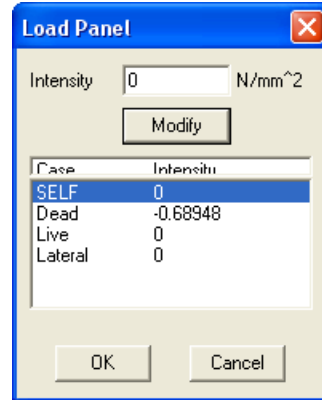 Load Panel
Intensity 0 N/mm^2
Modify
Case Intensity
SELF 0
Dead -0.68948
Live 0
Lateral 0
OK Cancel